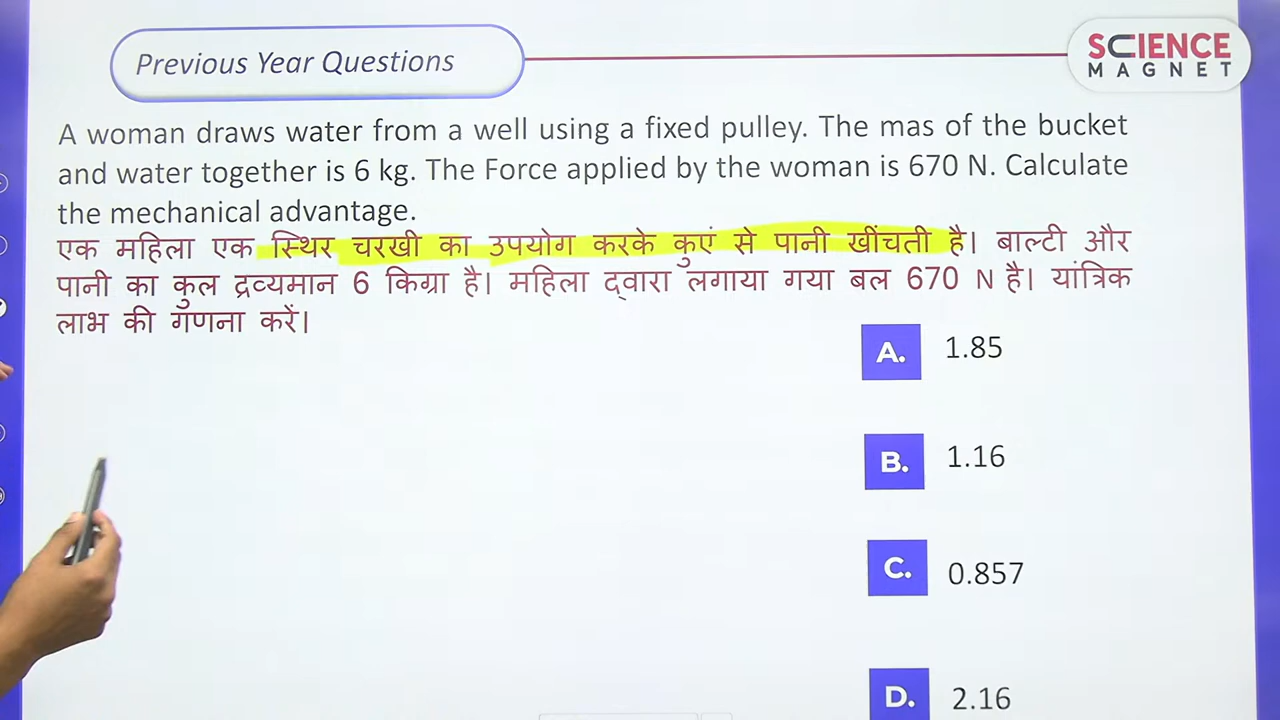 Previous Year Questions
SCIENCE
MAGNET
A woman draws water from a well using a fixed pulley. The mas of the bucket
and water together is 6 kg. The Force applied by the woman is 670 N. Calculate
the mechanical advantage.
एक महिला एक स्थिर चरखी का उपयोग करके कुएं से पानी खींचती है। बाल्टी और
पानी का कुल द्रव्यमान 6 किग्रा है। महिला द्वारा लगाया गया बल 670 N है। यांत्रिक
लाभ की गणना करें।
A. 1.85
B. 1.16
C. 0.857
D. 2.16